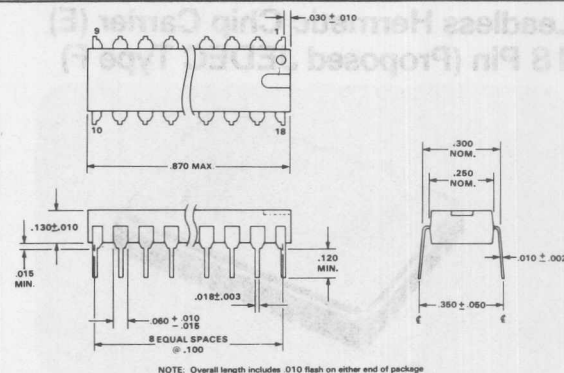 Leadless Hermetic Chip Carrier (E)
18 Pin (Proposed JEDEC Type F)
9
1
.030 ± .010
10
18
.870 MAX
.300
NOM.
.250
NOM.
.130±.010
.015
MIN.
.120
MIN.
.010 ± .002
.018±.003
.060 + .010
- .015
.350 ± .050
8 EQUAL SPACES
@ .100
NOTE: Overall length includes .010 flash on either end of package